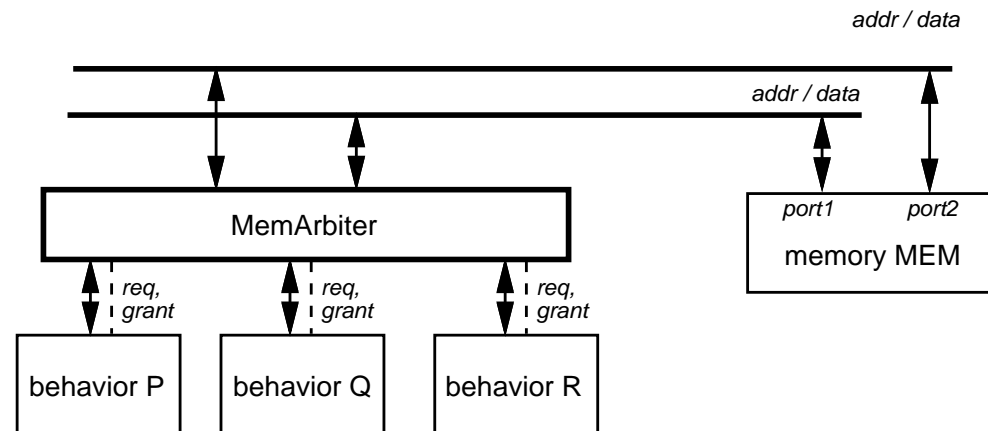 addr / data
addr / data
MemArbiter
port1 port2
memory MEM
req,
grant
req,
grant
req,
grant
behavior P
behavior Q
behavior R